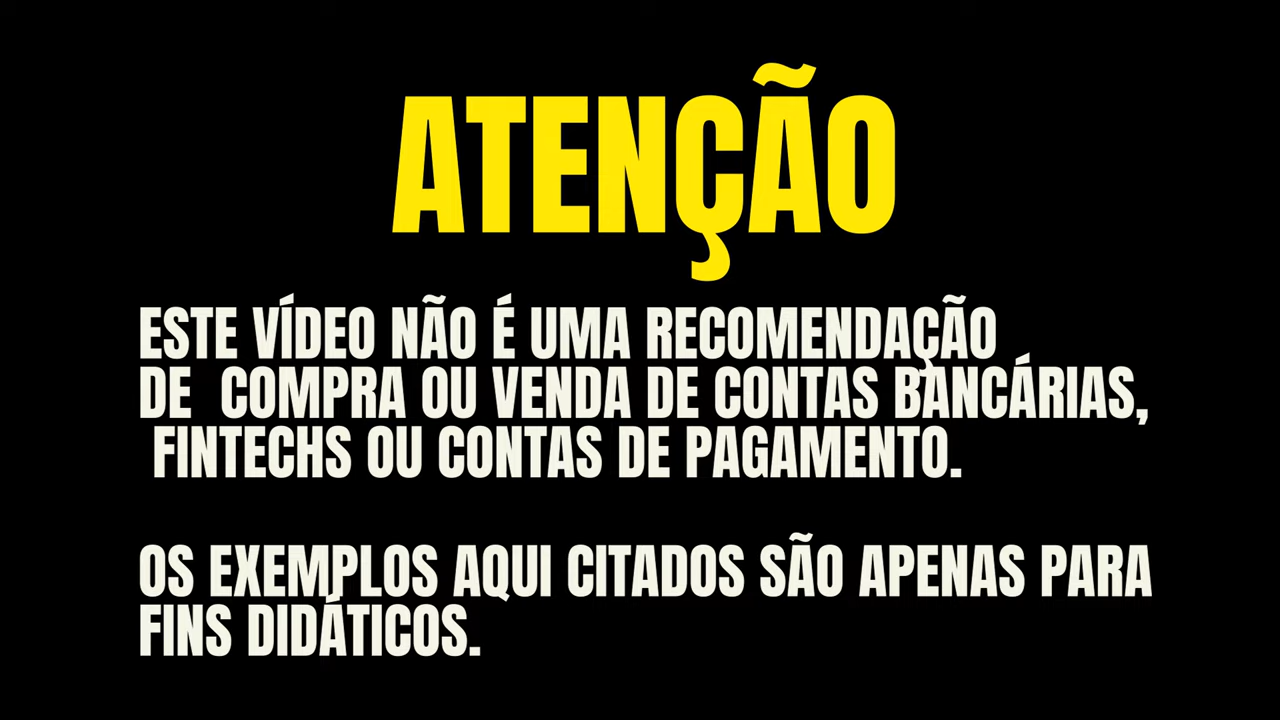 ATENÇÃO
ESTE VÍDEO NÃO É UMA RECOMENDAÇÃO
DE COMPRA OU VENDA DE CONTAS BANCÁRIAS,
FINTECHS OU CONTAS DE PAGAMENTO.
OS EXEMPLOS AQUI CITADOS SÃO APENAS PARA
FINS DIDÁTICOS.